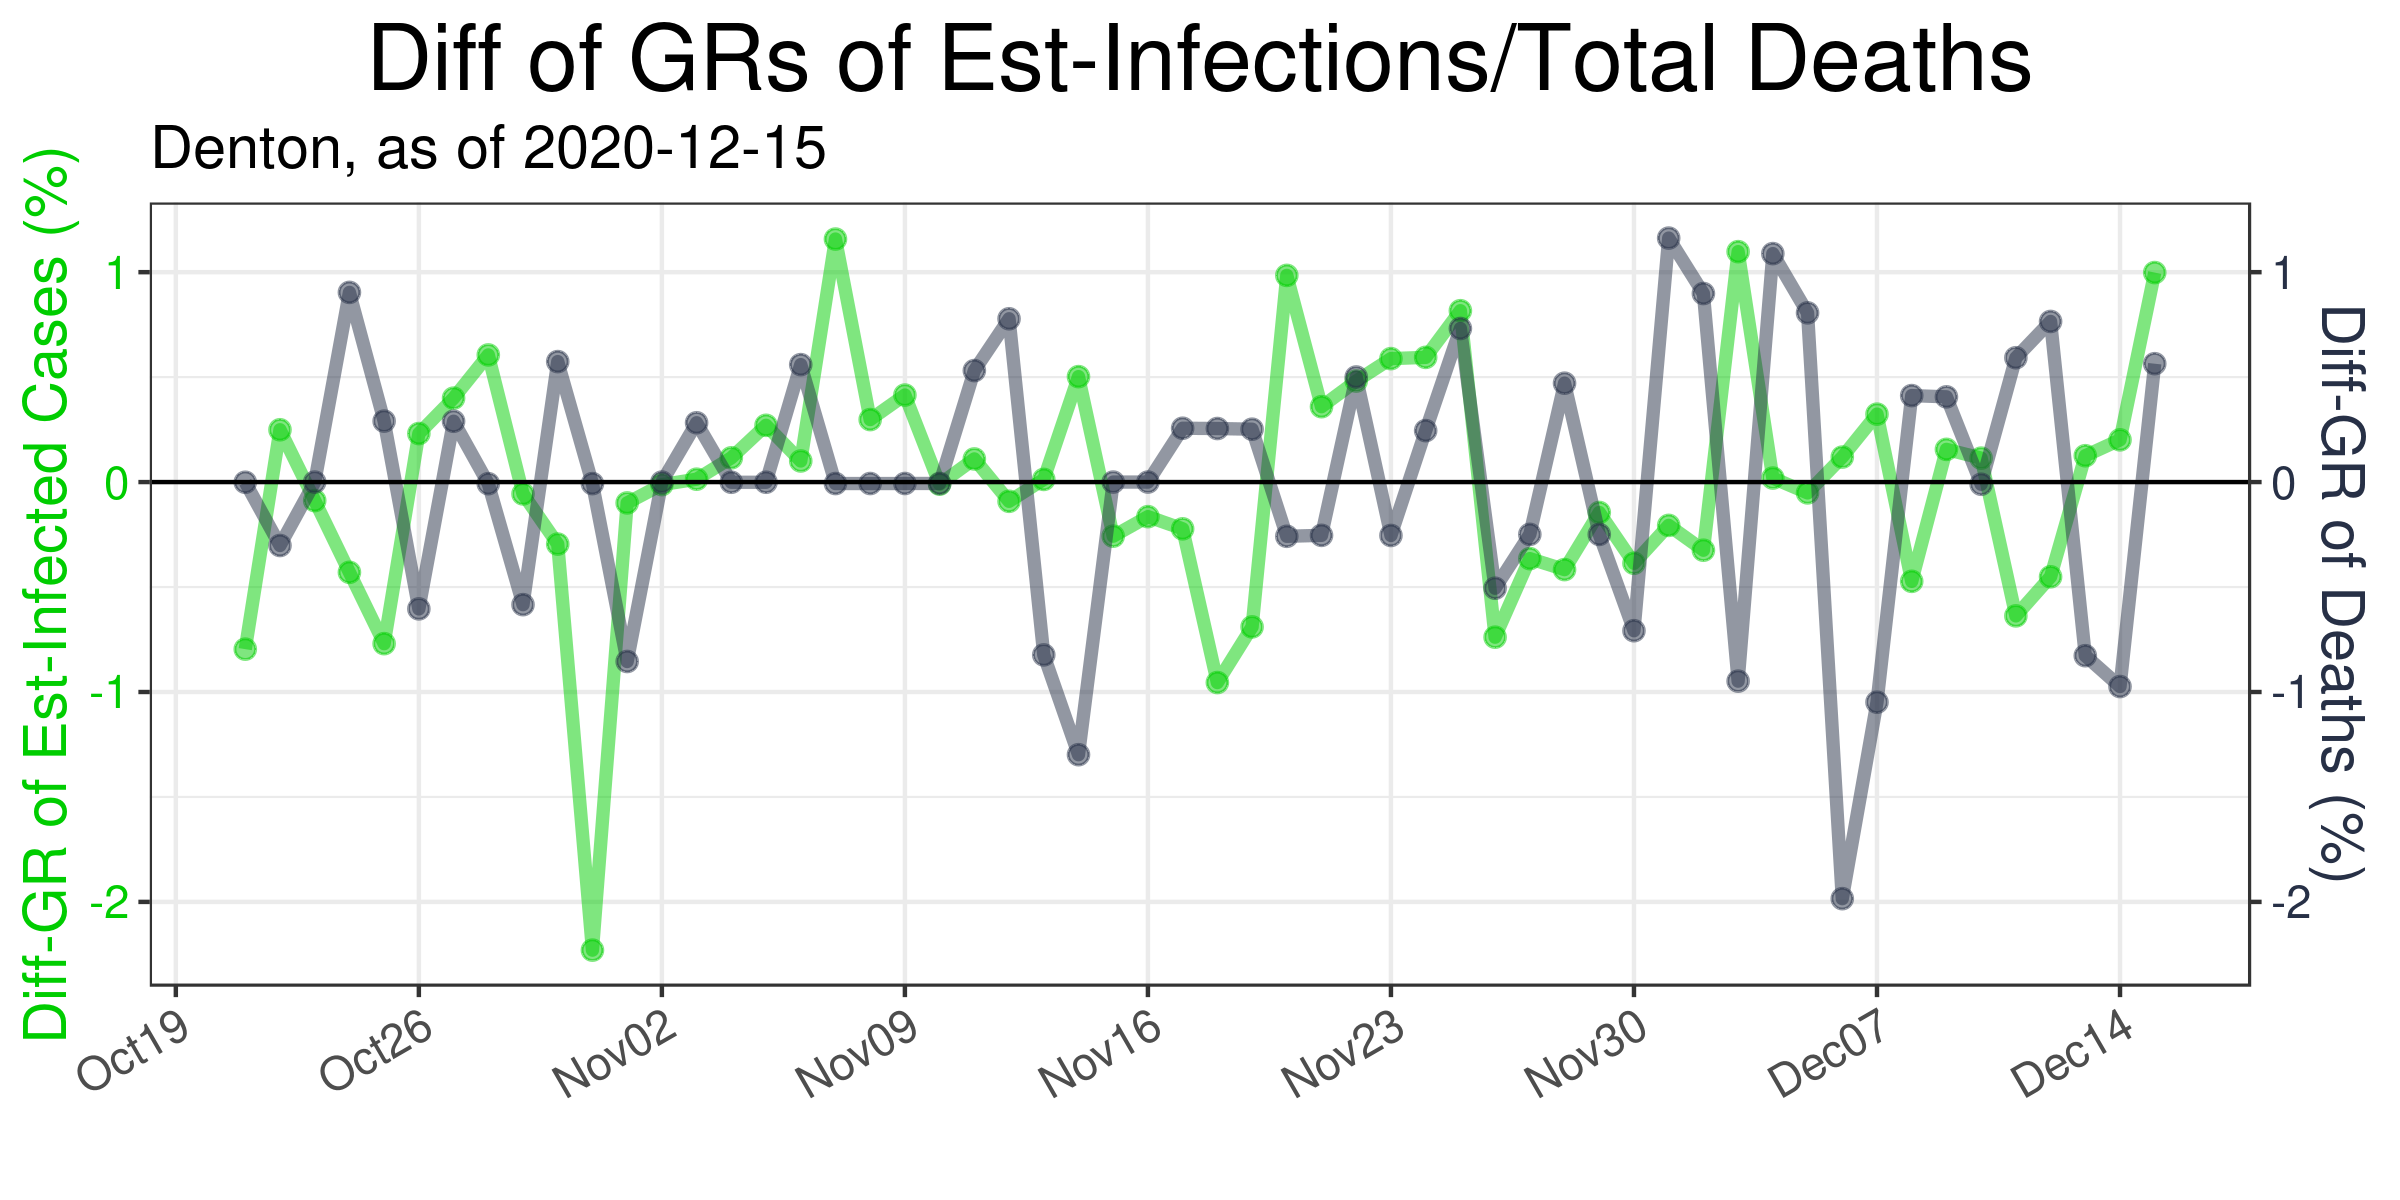 Diff of GRs of Est-Infections/Total Deaths
Denton, as of 2020-12-15
Diff-GR of Est-Infected Cases (%)
1
0
-1
-2
1
0
-1
-2
Diff-GR of Deaths (%)
Oct19
Oct26
Nov02
Nov09
Nov16
Nov23
Nov30
Dec07
Dec14